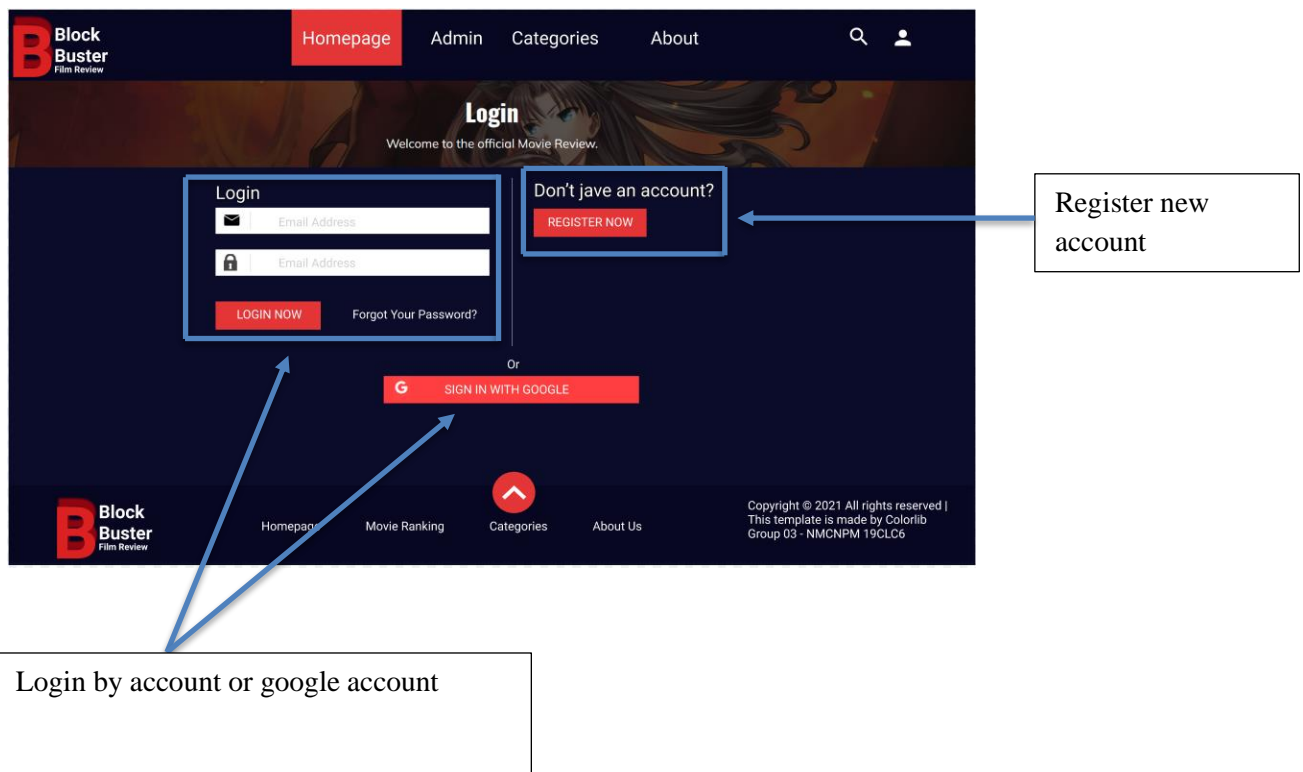 Block
Buster
Film Review
Homepage Admin Categories About
Login
Welcome to the official Movie Review.
Login
Email Address
Email Address
LOGIN NOW Forgot Your Password?
Don't jave an account?
REGISTER NOW
Register new
account
Or
G SIGN IN WITH GOOGLE
Block
Buster
Film Review
Homepage Movie Ranking Categories About Us
Copyright © 2021 All rights reserved |
This template is made by Colorlib
Group 03 - NMCNPM 19CLC6
Login by account or google account